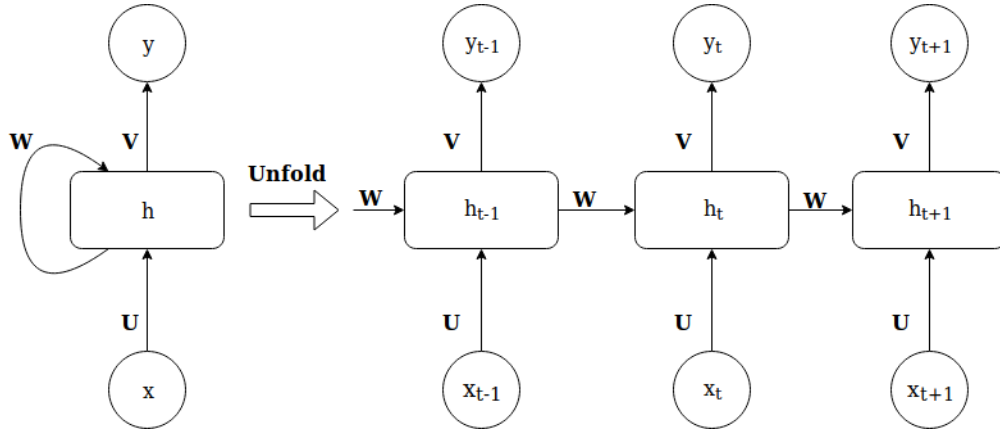 y y_{t-1} y_t y_{t+1}
W V V V V
Unfold
h W h_{t-1} W h_t W h_{t+1}
U U U U
x x_{t-1} x_t x_{t+1}